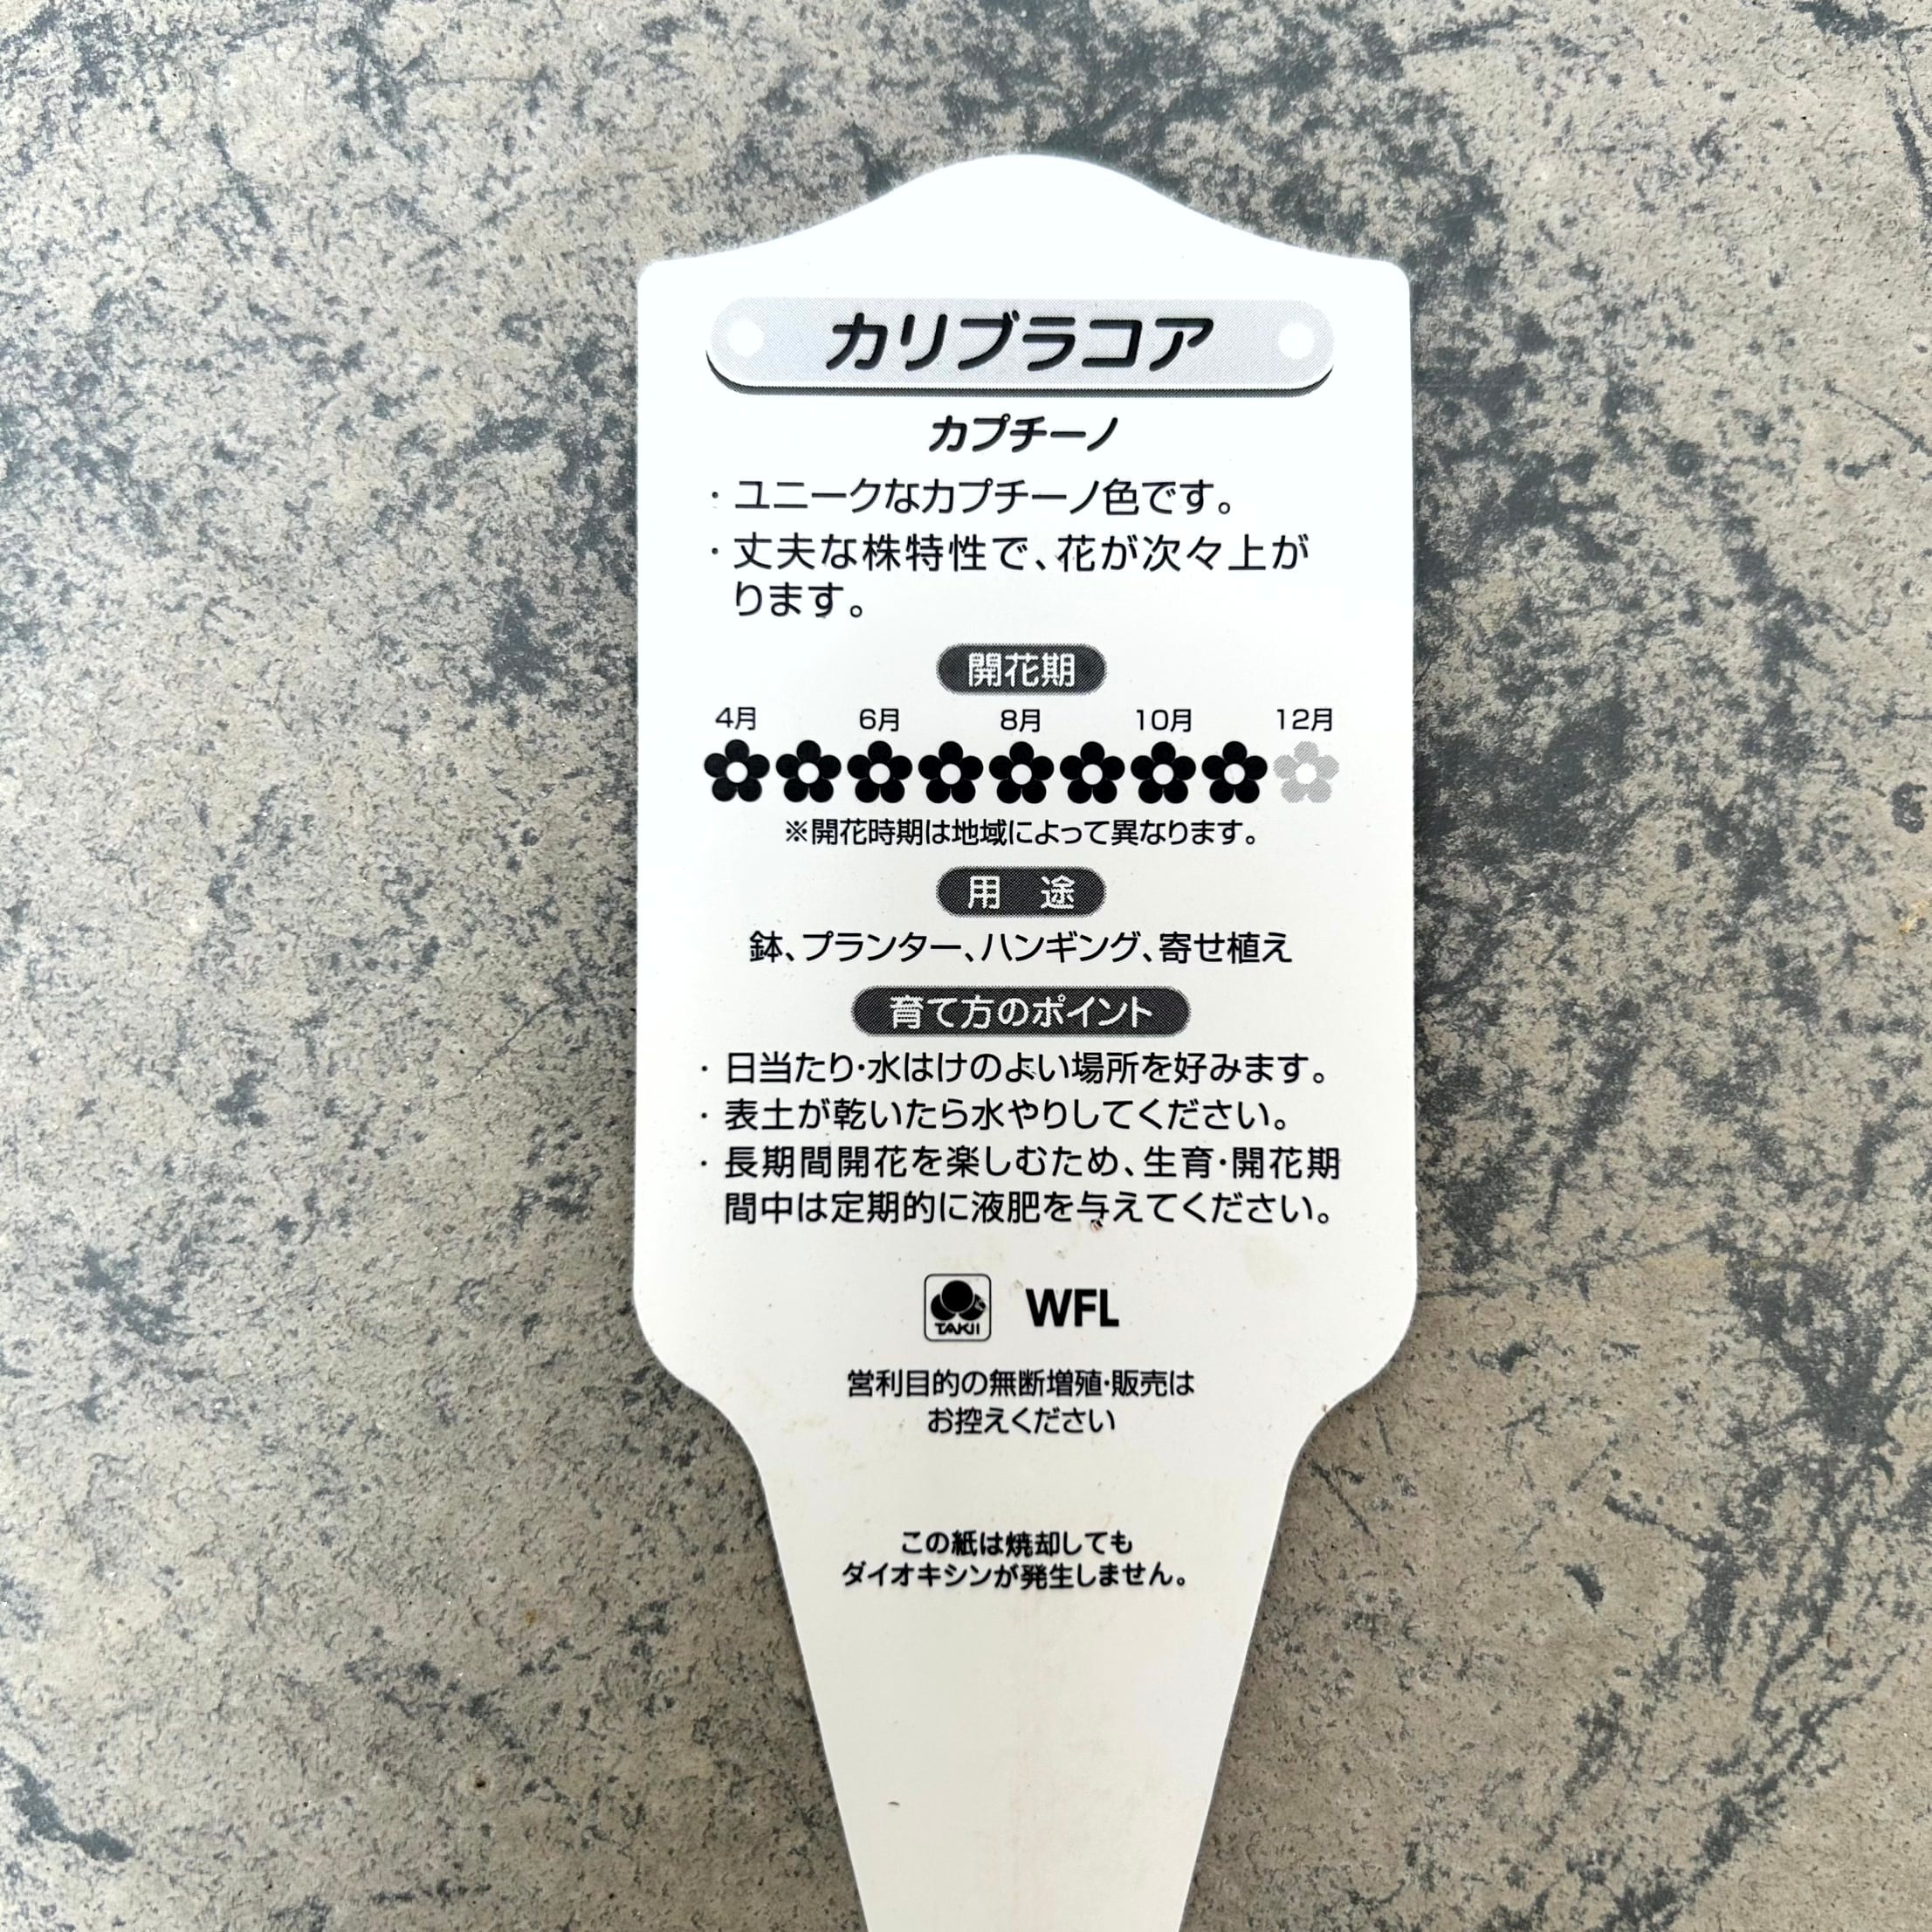 カリブラコア
カプチーノ
・ユニークなカプチーノ色です。
・丈夫な株特性で、花が次々上が
ります。
開花期
4月 6月 8月 10月 12月
※開花時期は地域によって異なります。
用 途
鉢、プランター、ハンギング、寄せ植え
育て方のポイント
・日当たり・水はけのよい場所を好みます。
・表土が乾いたら水やりしてください。
・長期間開花を楽しむため、生育・開花期
間中は定期的に液肥を与えてください。
TAKII WFL
営利目的の無断増殖・販売は
お控えください
この紙は焼却しても
ダイオキシンが発生しません。